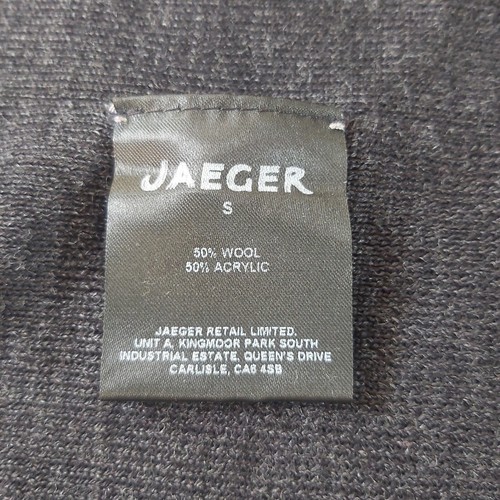 JAEGER
S
50% WOOL
50% ACRYLIC
JAEGER RETAIL LIMITED.
UNIT A, KINGMOOR PARK SOUTH
INDUSTRIAL ESTATE, QUEEN'S DRIVE
CARLISLE, CA6 4SB